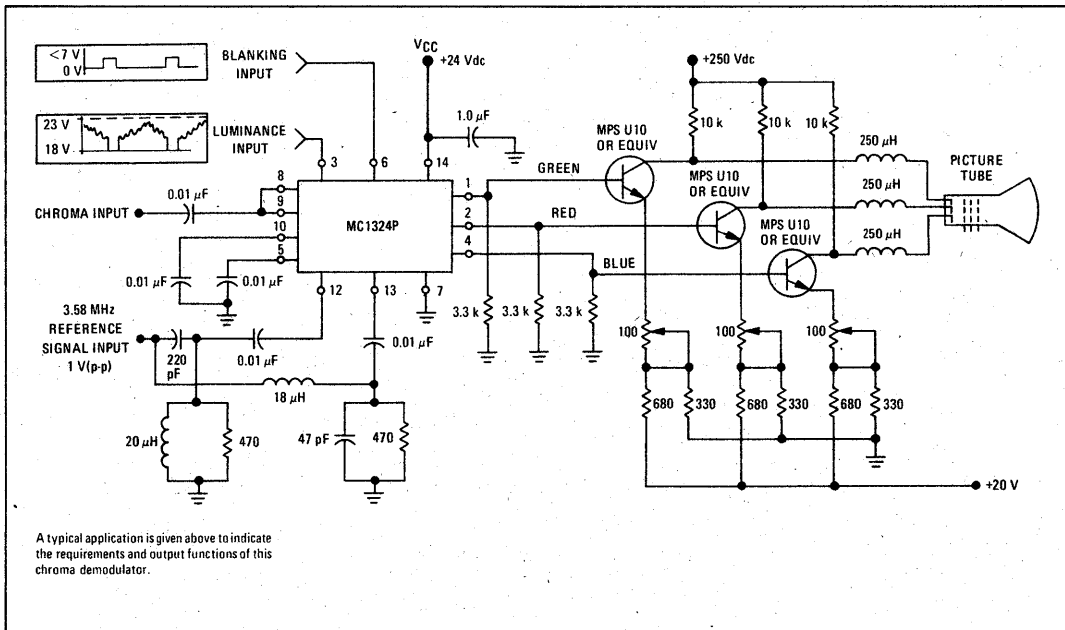 <7 V
0 V
BLANKING
INPUT
23 V
18 V
LUMINANCE
INPUT
VCC
+24 Vdc
1.0 µF
3
6
14
0.01 µF
CHROMA INPUT
8
9
10
5
MC1324P
1
2
4
12
13
7
GREEN
RED
BLUE
0.01 µF
0.01 µF
3.58 MHz
REFERENCE
SIGNAL INPUT
1 V(p-p)
220
pF
0.01 µF
0.01 µF
18 µH
20 µH
470
47 pF
470
3.3 k
3.3 k
3.3 k
+250 Vdc
10 k
10 k
10 k
MPS U10
OR EQUIV
MPS U10
OR EQUIV
MPS U10
OR EQUIV
250 µH
250 µH
250 µH
PICTURE
TUBE
100
100
100
680
330
680
330
680
330
+20 V
A typical application is given above to indicate
the requirements and output functions of this
chroma demodulator.